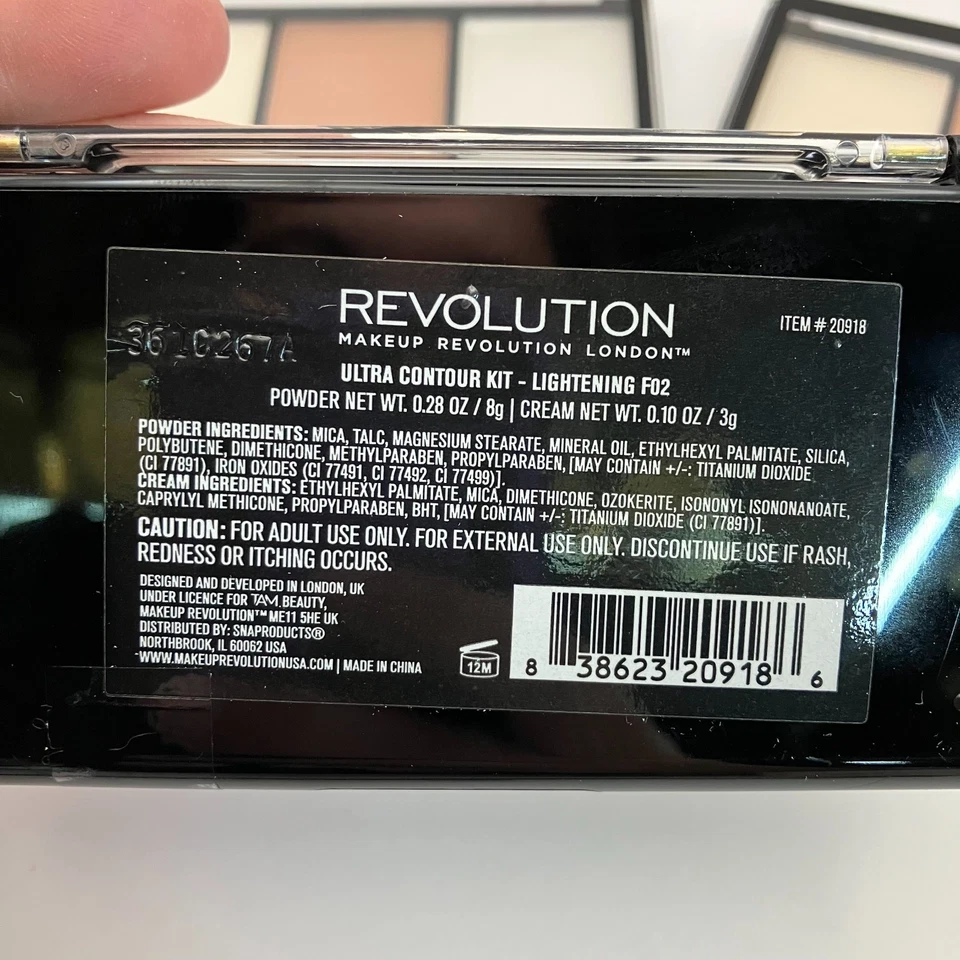 REVOLUTION
MAKEUP REVOLUTION LONDON™
ITEM # 20918
3610267A
ULTRA CONTOUR KIT - LIGHTENING F02
POWDER NET WT. 0.28 OZ / 8g | CREAM NET WT. 0.10 OZ / 3g
POWDER INGREDIENTS: MICA, TALC, MAGNESIUM STEARATE, MINERAL OIL, ETHYLHEXYL PALMITATE, SILICA,
POLYBUTENE, DIMETHICONE, METHYLPARABEN, PROPYLPARABEN, [MAY CONTAIN +/-: TITANIUM DIOXIDE
(CI 77891), IRON OXIDES (CI 77491, CI 77492, CI 77499)].
CREAM INGREDIENTS: ETHYLHEXYL PALMITATE, MICA, DIMETHICONE, OZOKERITE, ISONONYL ISONONANOATE,
CAPRYLYL METHICONE, PROPYLPARABEN, BHT, [MAY CONTAIN +/-: TITANIUM DIOXIDE (CI 77891)].
CAUTION: FOR ADULT USE ONLY. FOR EXTERNAL USE ONLY. DISCONTINUE USE IF RASH,
REDNESS OR ITCHING OCCURS.
DESIGNED AND DEVELOPED IN LONDON, UK
UNDER LICENCE FOR TAM BEAUTY,
MAKEUP REVOLUTION™ ME11 5HE UK
DISTRIBUTED BY: SNAPRODUCTS®
NORTHBROOK, IL 60062 USA
WWW.MAKEUPREVOLUTIONUSA.COM | MADE IN CHINA
12M
8 38623 20918 6